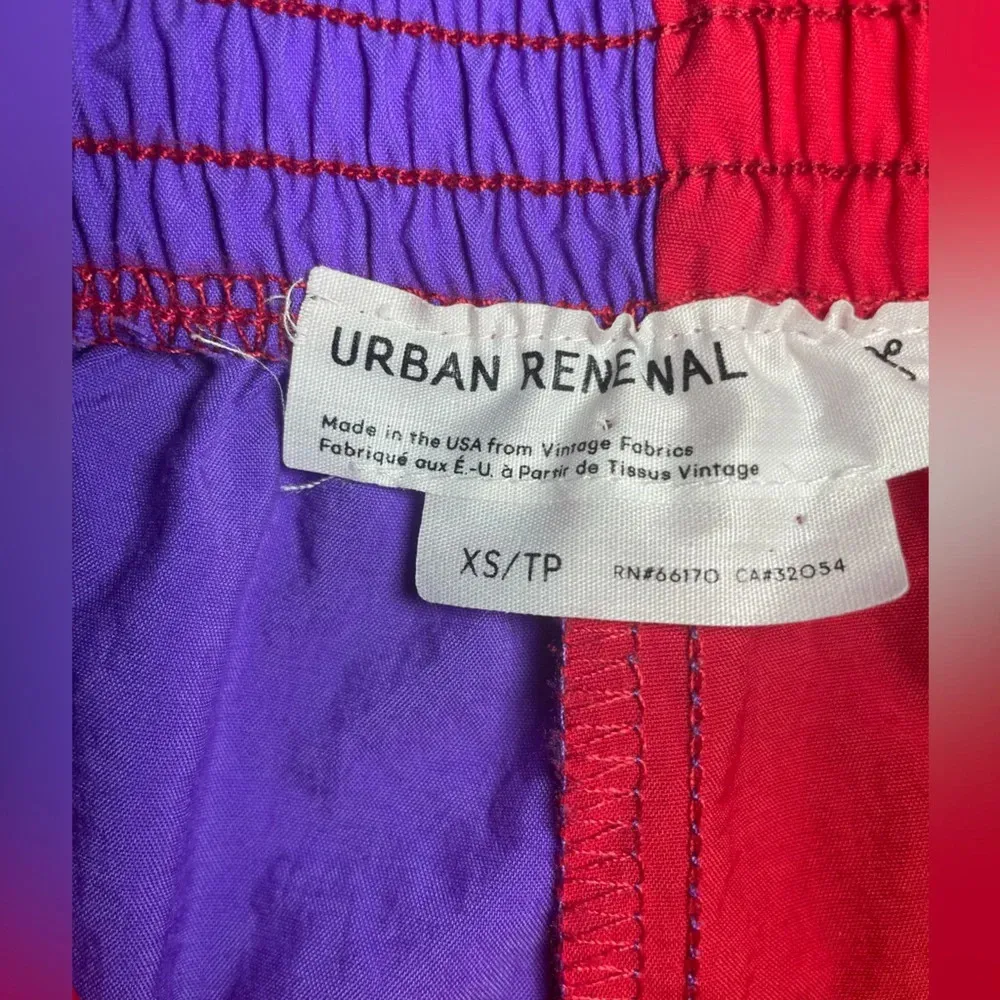 URBAN RENEWAL
Made in the USA from Vintage Fabrics
Fabriqué aux É.-U. à Partir de Tissus Vintage
XS/TP RN#66170 CA#32054